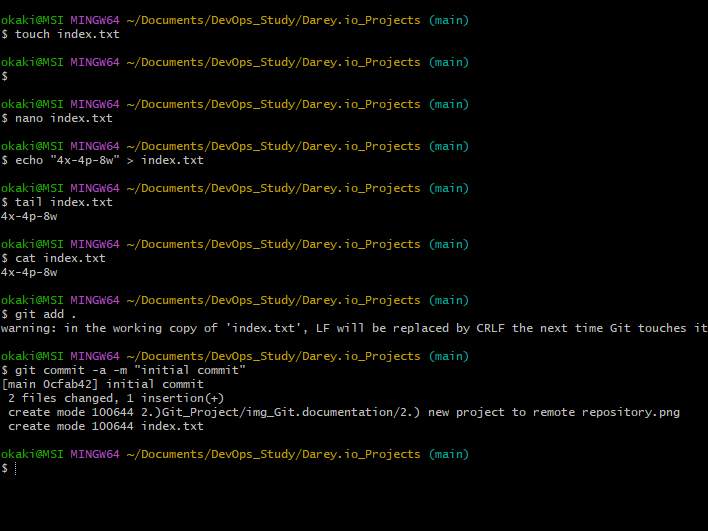 okaki@MSI MINGW64 ~/Documents/DevOps_Study/Darey.io_Projects (main)
$ touch index.txt
okaki@MSI MINGW64 ~/Documents/DevOps_Study/Darey.io_Projects (main)
$
okaki@MSI MINGW64 ~/Documents/DevOps_Study/Darey.io_Projects (main)
$ nano index.txt
okaki@MSI MINGW64 ~/Documents/DevOps_Study/Darey.io_Projects (main)
$ echo "4x-4p-8w" > index.txt
okaki@MSI MINGW64 ~/Documents/DevOps_Study/Darey.io_Projects (main)
$ tail index.txt
4x-4p-8w
okaki@MSI MINGW64 ~/Documents/DevOps_Study/Darey.io_Projects (main)
$ cat index.txt
4x-4p-8w
okaki@MSI MINGW64 ~/Documents/DevOps_Study/Darey.io_Projects (main)
$ git add .
warning: in the working copy of 'index.txt', LF will be replaced by CRLF the next time Git touches it
okaki@MSI MINGW64 ~/Documents/DevOps_Study/Darey.io_Projects (main)
$ git commit -a -m "initial commit"
[main 0cfab42] initial commit
 2 files changed, 1 insertion(+)
 create mode 100644 2.)Git_Project/img_Git.documentation/2.) new project to remote repository.png
 create mode 100644 index.txt
okaki@MSI MINGW64 ~/Documents/DevOps_Study/Darey.io_Projects (main)
$